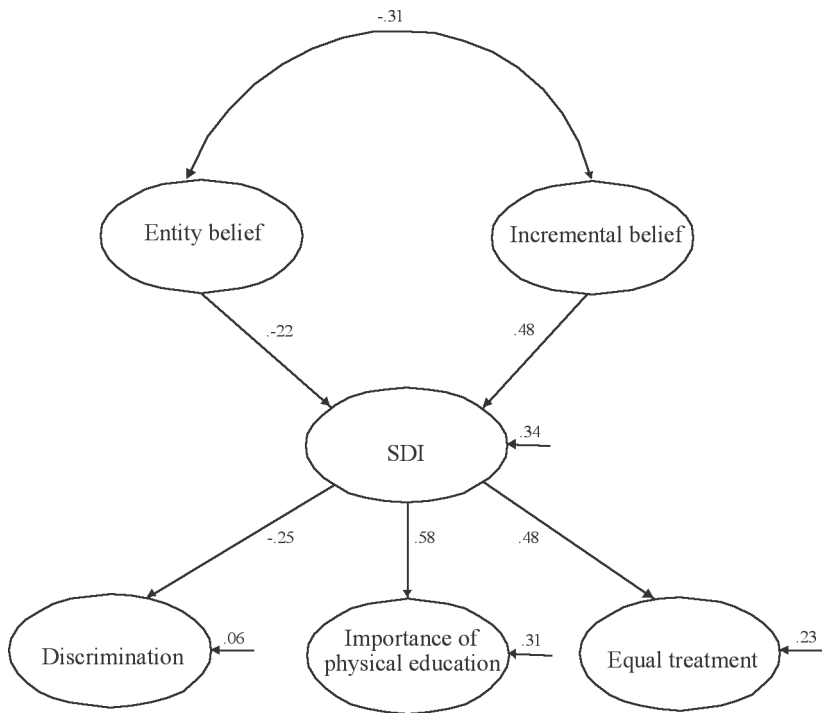 -.31
Entity belief
Incremental belief
.-22
.48
SDI
.34
-.25
.58
.48
Discrimination
.06
Importance of
physical education
.31
Equal treatment
.23